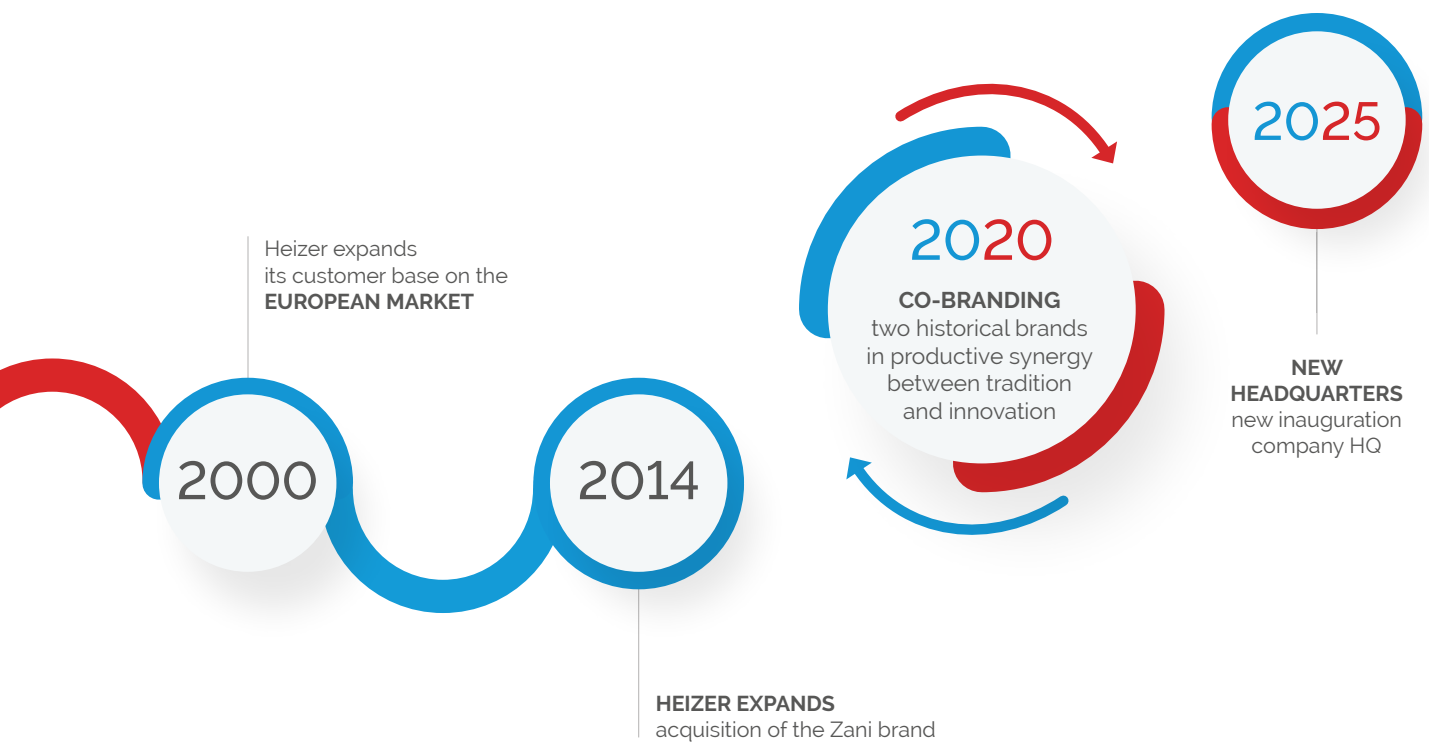 Heizer expands
its customer base on the
EUROPEAN MARKET
2000
2014
HEIZER EXPANDS
acquisition of the Zani brand
2020
CO-BRANDING
two historical brands
in productive synergy
between tradition
and innovation
2025
NEW
HEADQUARTERS
new inauguration
company HQ